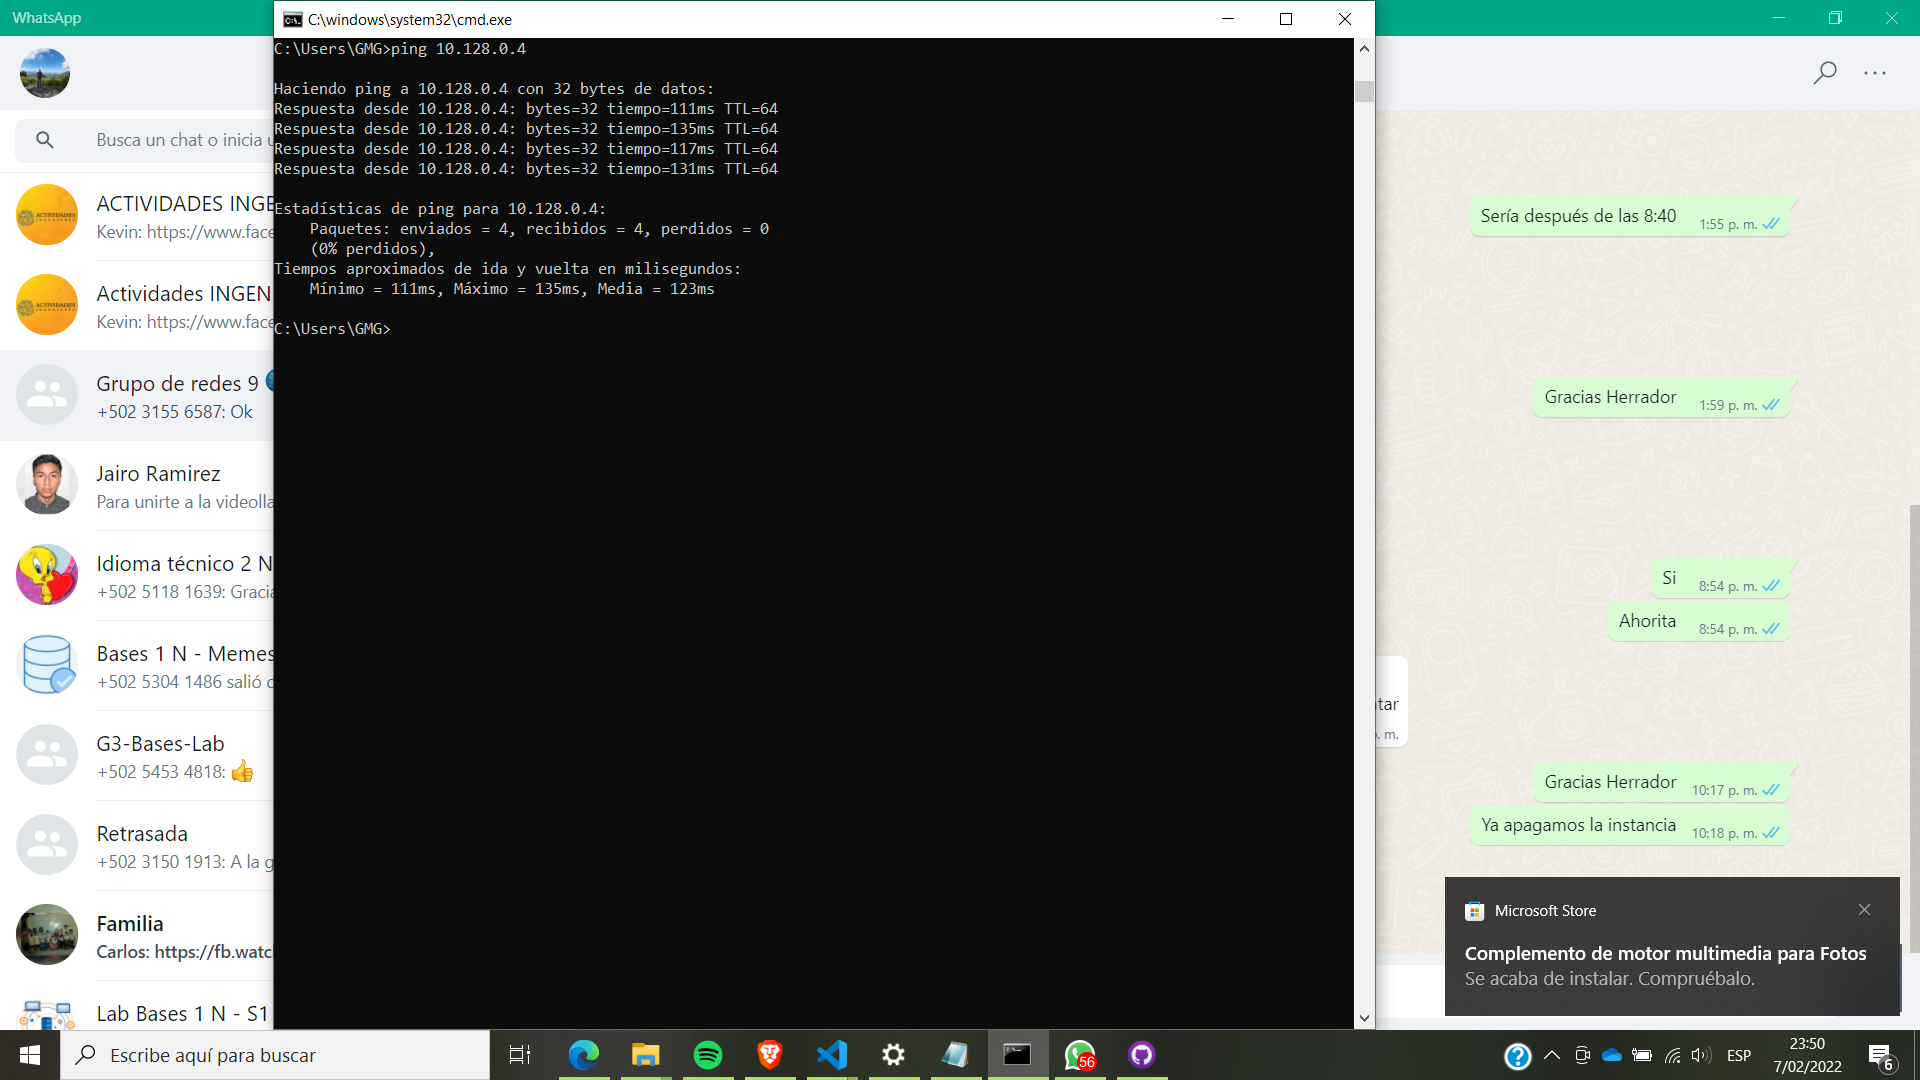 WhatsApp
Busca un chat o inicia
ACTIVIDADES INGE
Kevin: https://www.face
Actividades INGEN
Kevin: https://www.face
Grupo de redes 9
+502 3155 6587: Ok
Jairo Ramirez
Para unirte a la videolla
Idioma técnico 2 N
+502 5118 1639: Gracia
Bases 1 N - Memes
+502 5304 1486 salió
G3-Bases-Lab
+502 5453 4818: 👍
Retrasada
+502 3150 1913: A la g
Familia
Carlos: https://fb.watc
Lab Bases 1 N - S1
C:\windows\system32\cmd.exe
C:\Users\GMG>ping 10.128.0.4
Haciendo ping a 10.128.0.4 con 32 bytes de datos:
Respuesta desde 10.128.0.4: bytes=32 tiempo=111ms TTL=64
Respuesta desde 10.128.0.4: bytes=32 tiempo=135ms TTL=64
Respuesta desde 10.128.0.4: bytes=32 tiempo=117ms TTL=64
Respuesta desde 10.128.0.4: bytes=32 tiempo=131ms TTL=64
Estadísticas de ping para 10.128.0.4:
Paquetes: enviados = 4, recibidos = 4, perdidos = 0
(0% perdidos),
Tiempos aproximados de ida y vuelta en milisegundos:
Mínimo = 111ms, Máximo = 135ms, Media = 123ms
C:\Users\GMG>
Sería después de las 8:40 1:55 p. m.
Gracias Herrador 1:59 p. m.
Si 8:54 p. m.
Ahorita 8:54 p. m.
tar
p. m.
Gracias Herrador 10:17 p. m.
Ya apagamos la instancia 10:18 p. m.
Microsoft Store
Complemento de motor multimedia para Fotos
Se acaba de instalar. Compruébalo.
Escribe aquí para buscar
56
ESP
23:50
7/02/2022
6